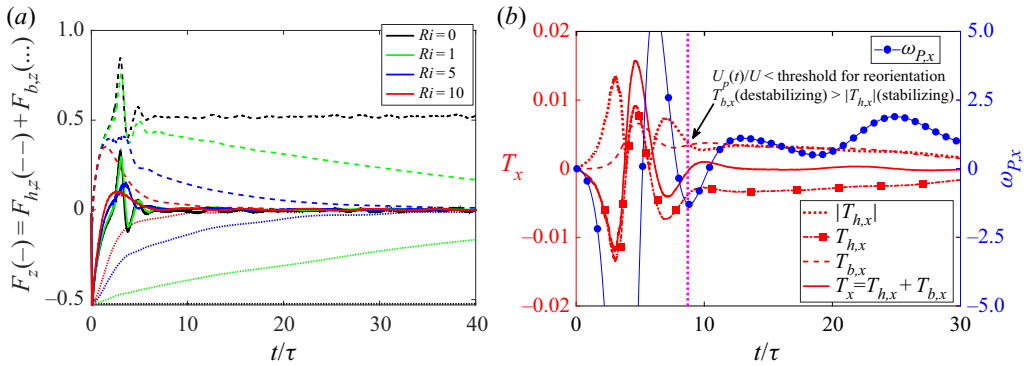 (a)
F_z(—) = F_{h,z}(– –) + F_{b,z}(...)
1.0
0.5
0
−0.5
0
10
20
30
40
t/τ
Ri = 0
Ri = 1
Ri = 5
Ri = 10
(b)
T_x
0.02
0.01
0
−0.01
−0.02
0
10
20
30
t/τ
ω_{P,x}
U_p(t)/U < threshold for reorientation
T_{b,x}(destabilizing) > |T_{h,x}|(stabilizing)
|T_{h,x}|
T_{h,x}
T_{b,x}
T_x=T_{h,x} + T_{b,x}
5.0
2.5
0
−2.5
−5.0
ω_{P,x}